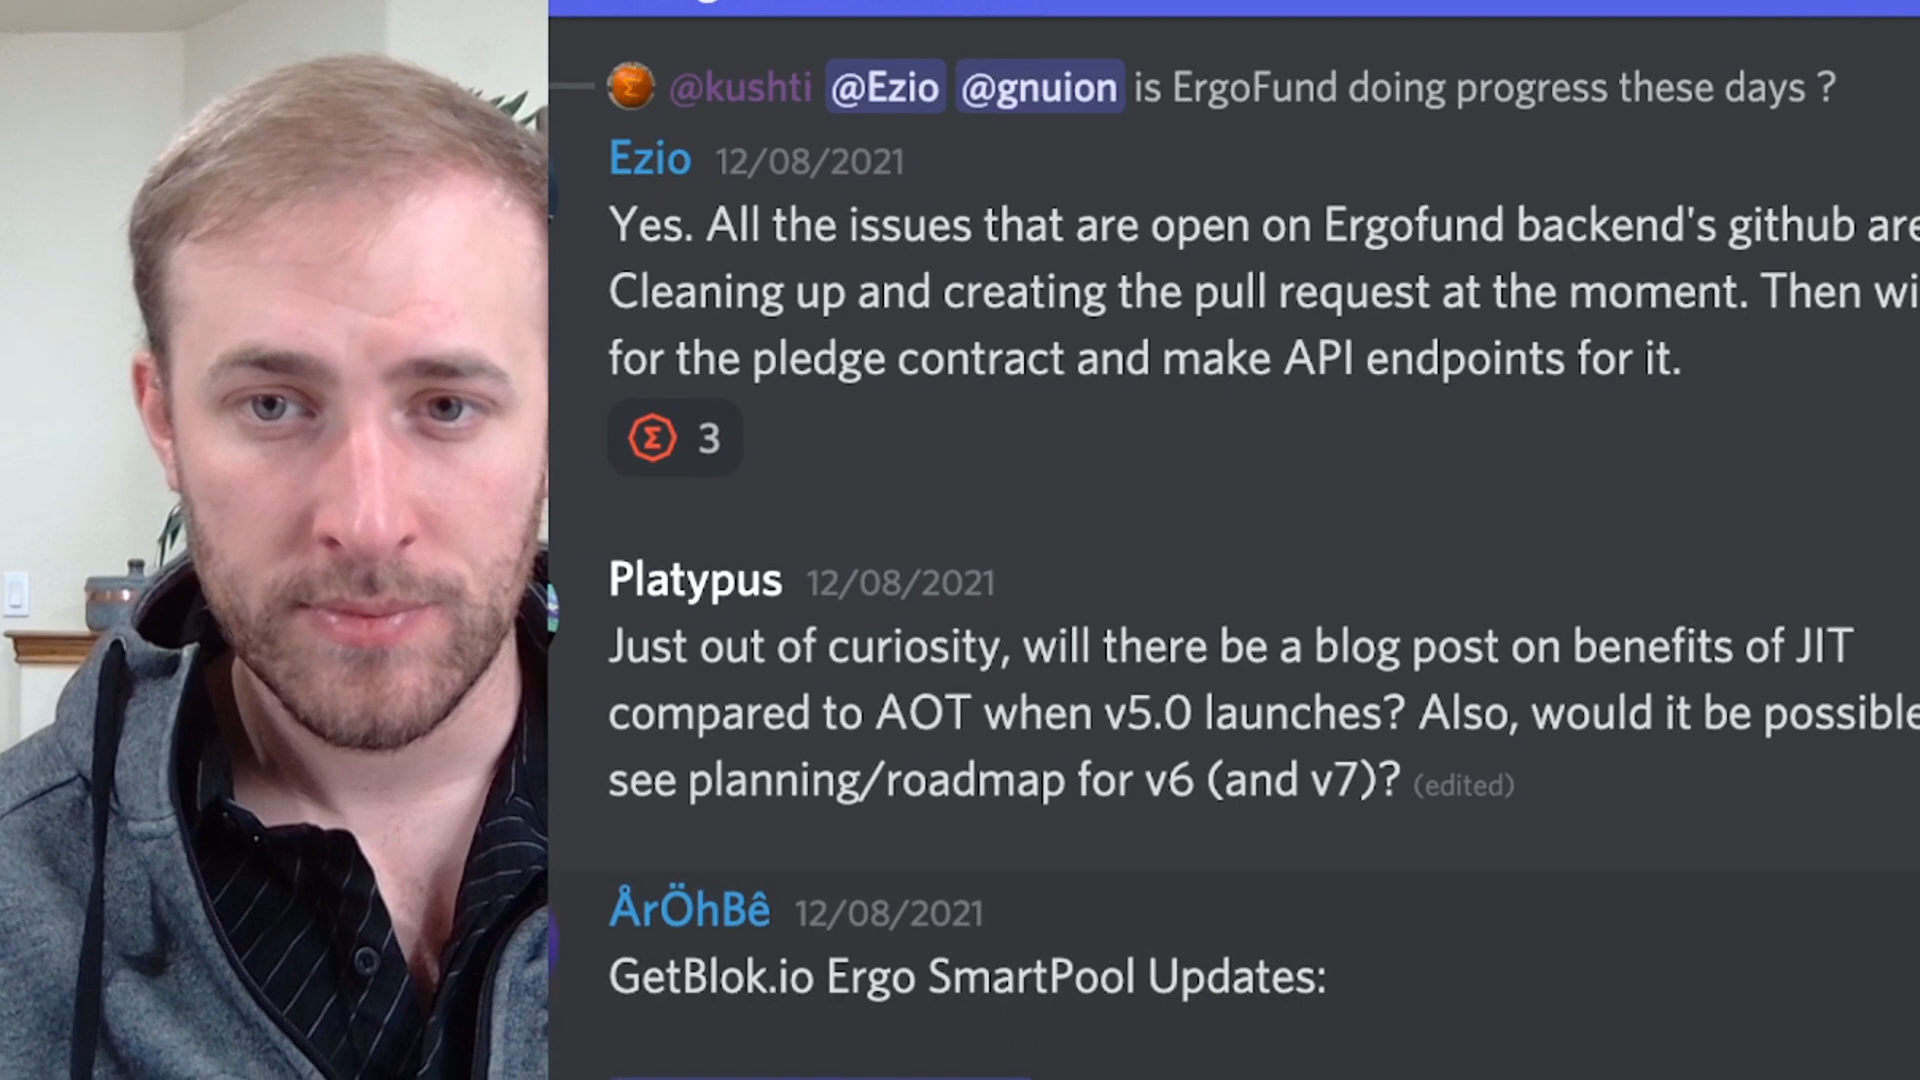 @kushti @Ezio @gnuion is ErgoFund doing progress these days ?
Ezio 12/08/2021
Yes. All the issues that are open on Ergofund backend's github are
Cleaning up and creating the pull request at the moment. Then wi
for the pledge contract and make API endpoints for it.
Σ 3
Platypus 12/08/2021
Just out of curiosity, will there be a blog post on benefits of JIT
compared to AOT when v5.0 launches? Also, would it be possible
see planning/roadmap for v6 (and v7)? (edited)
ÅrÖhBê 12/08/2021
GetBlok.io Ergo SmartPool Updates: